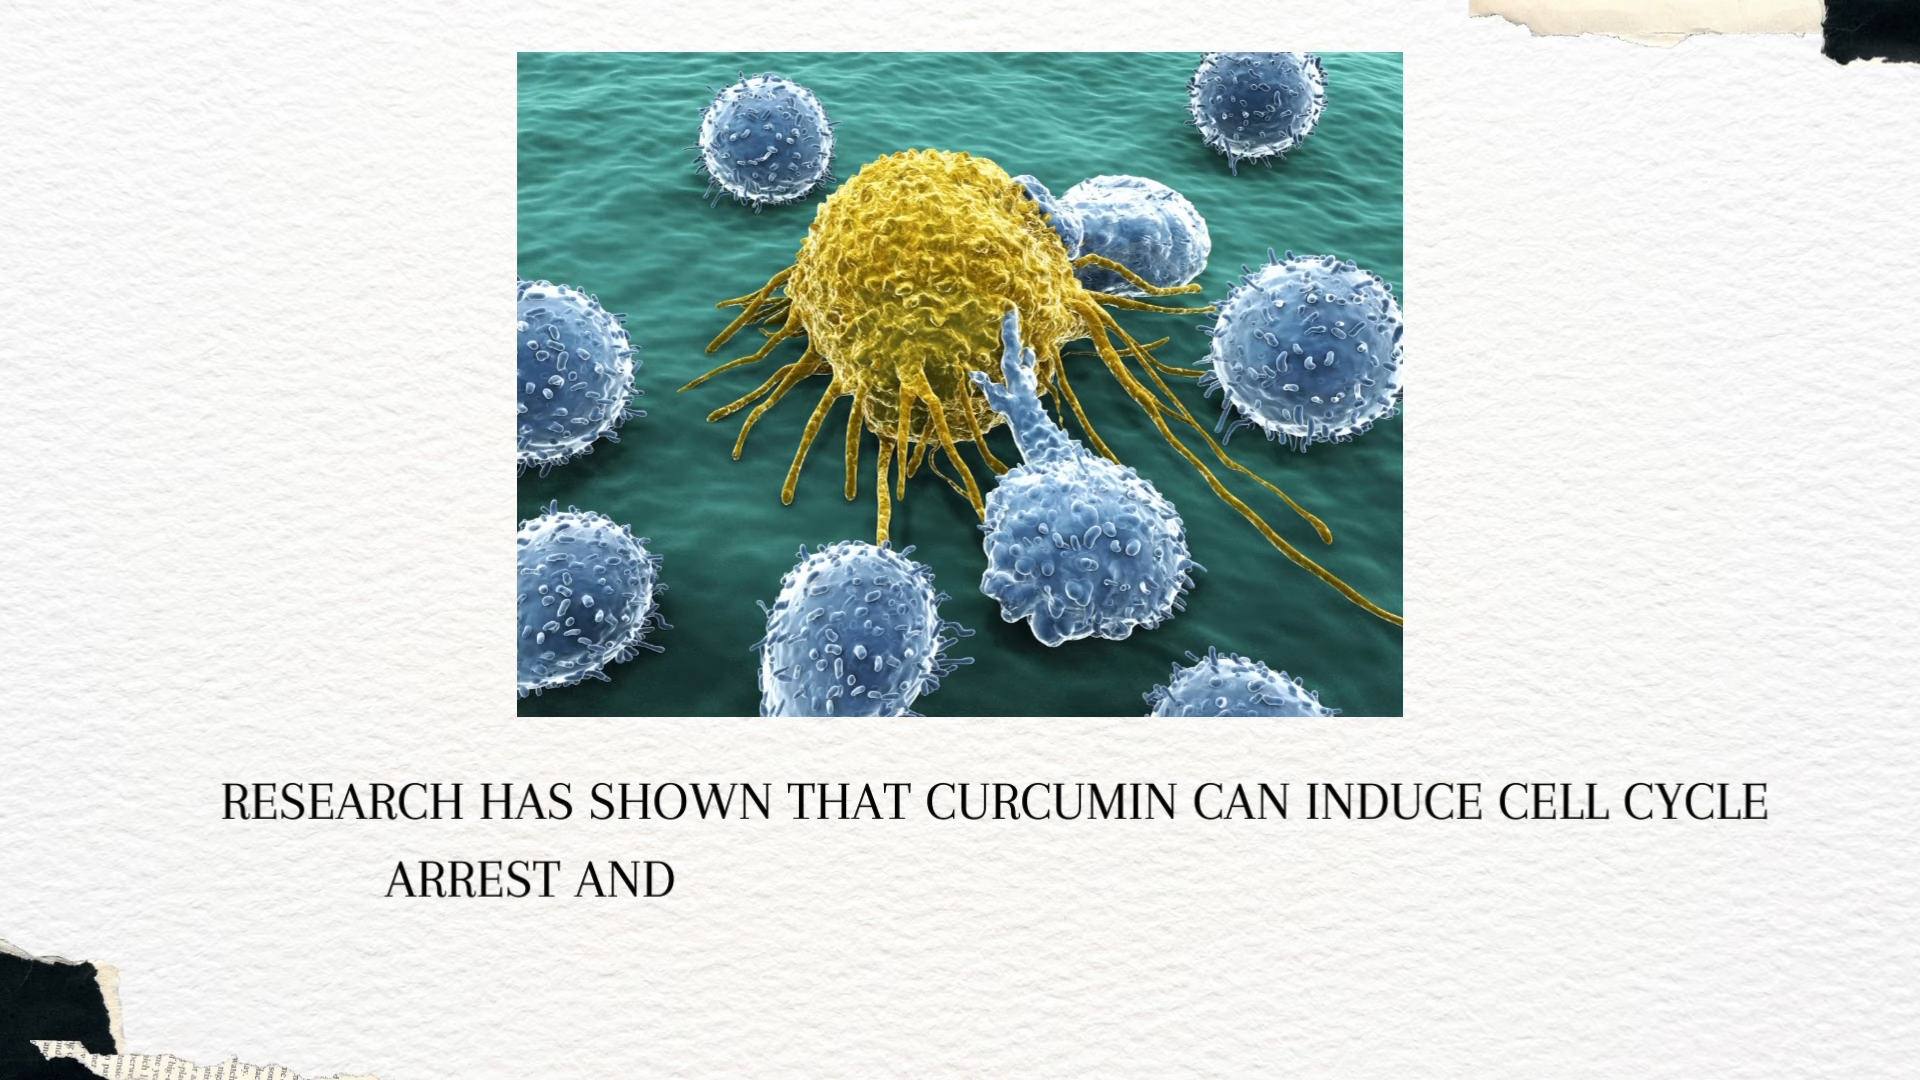 RESEARCH HAS SHOWN THAT CURCUMIN CAN INDUCE CELL CYCLE
ARREST AND